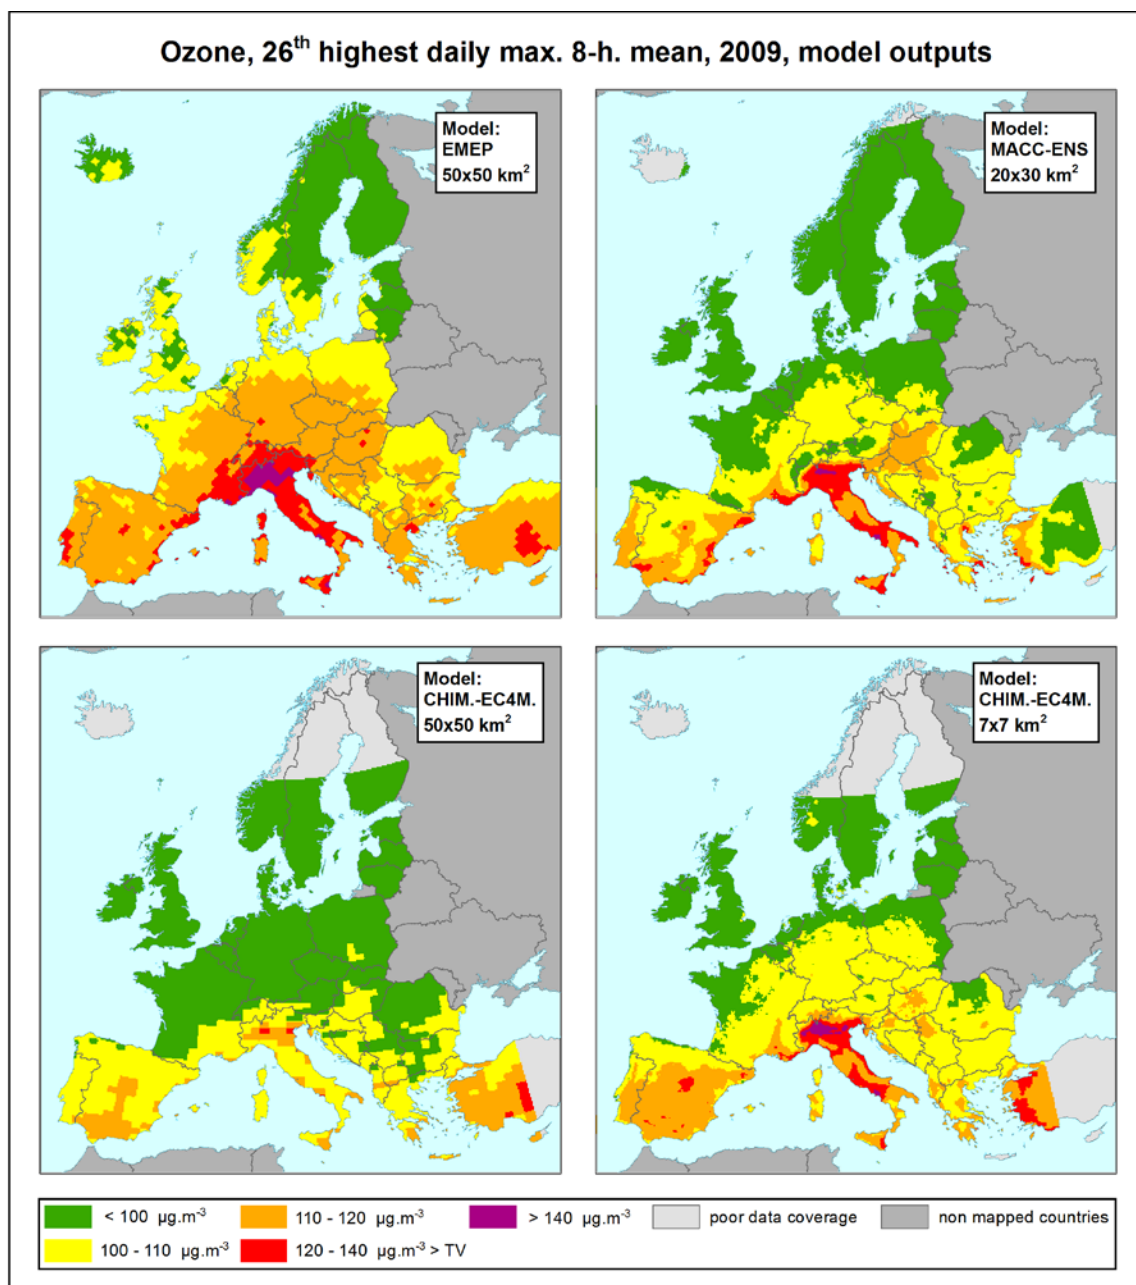 Ozone, 26th highest daily max. 8-h. mean, 2009, model outputs
Model:
EMEP
50x50 km²
Model:
MACC-ENS
20x30 km²
Model:
CHIM.-EC4M.
50x50 km²
Model:
CHIM.-EC4M.
7x7 km²
< 100 µg.m⁻³
110 - 120 µg.m⁻³
> 140 µg.m⁻³
poor data coverage
non mapped countries
100 - 110 µg.m⁻³
120 - 140 µg.m⁻³ > TV